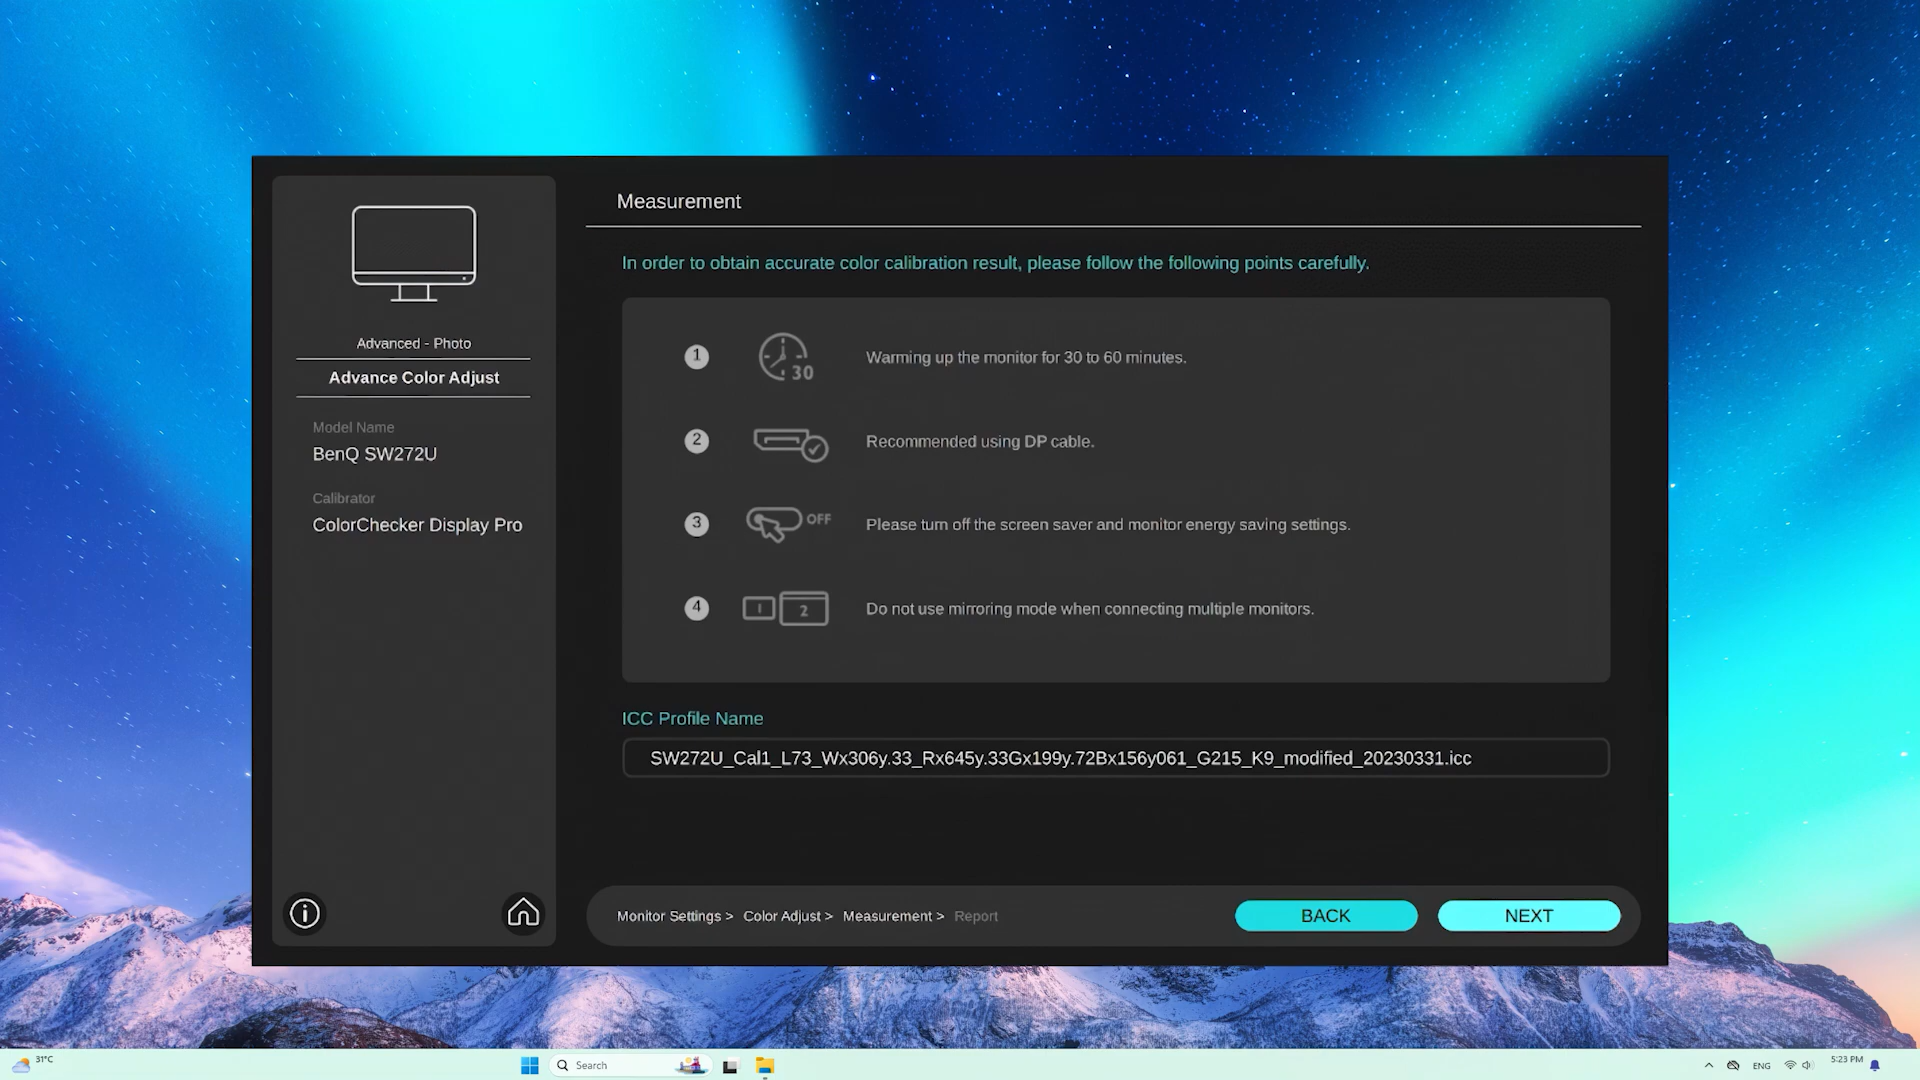 Measurement
In order to obtain accurate color calibration result, please follow the following points carefully.
Advanced - Photo
Advance Color Adjust
Model Name
BenQ SW272U
Calibrator
ColorChecker Display Pro
1
30
Warming up the monitor for 30 to 60 minutes.
2
Recommended using DP cable.
3
OFF
Please turn off the screen saver and monitor energy saving settings.
4
1
2
Do not use mirroring mode when connecting multiple monitors.
ICC Profile Name
SW272U_Cal1_L73_Wx306y.33_Rx645y.33Gx199y.72Bx156y061_G215_K9_modified_20230331.icc
Monitor Settings > Color Adjust > Measurement > Report
BACK
NEXT
31°C
Search
ENG
5:23 PM